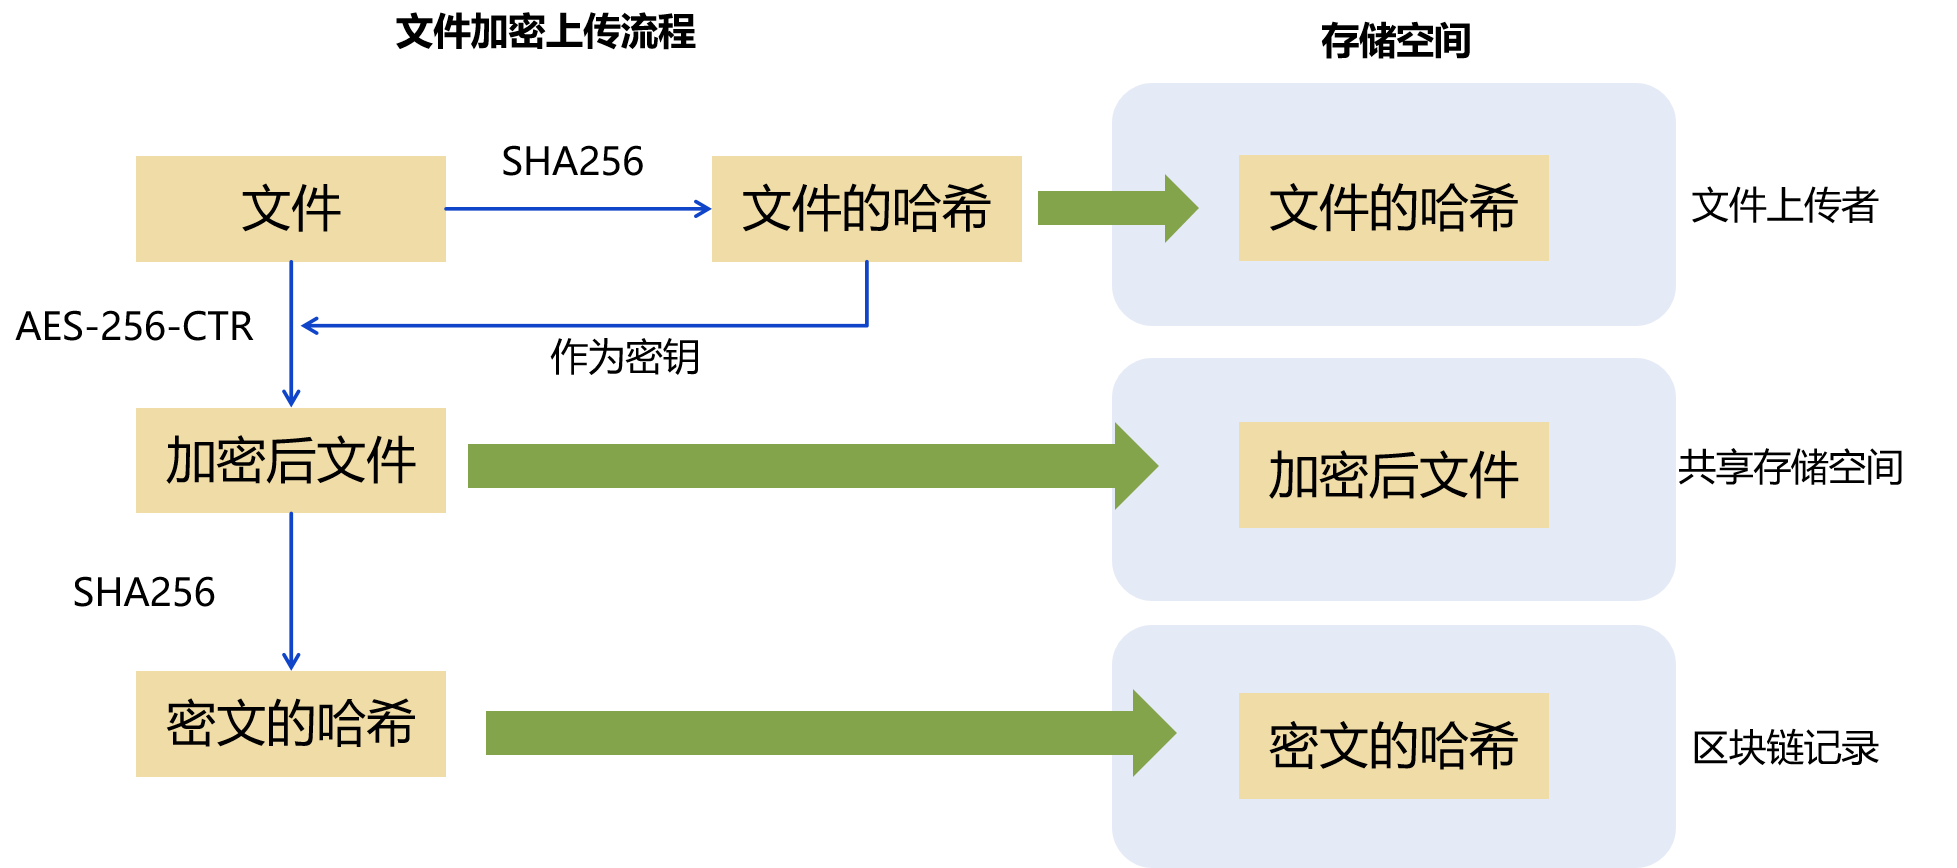 文件加密上传流程
存储空间
SHA256
文件
文件的哈希
文件的哈希
文件上传者
AES-256-CTR
作为密钥
加密后文件
加密后文件
共享存储空间
SHA256
密文的哈希
密文的哈希
区块链记录